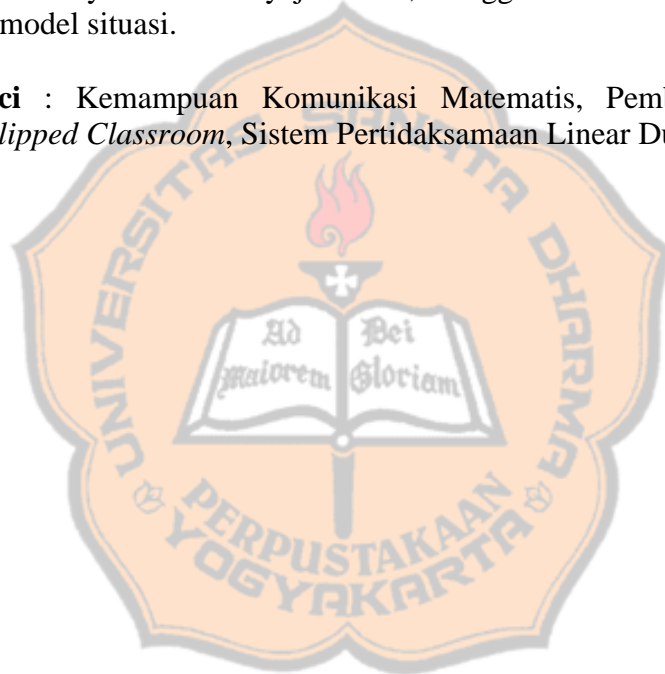 model situasi.
ci : Kemampuan Komunikasi Matematis, Pemb
lipped Classroom, Sistem Pertidaksamaan Linear Du
UNIVERSITAS SANATA DHARMA
Ad Dei
maiorem Gloriam
PERPUSTAKAAN
YOGYAKARTA